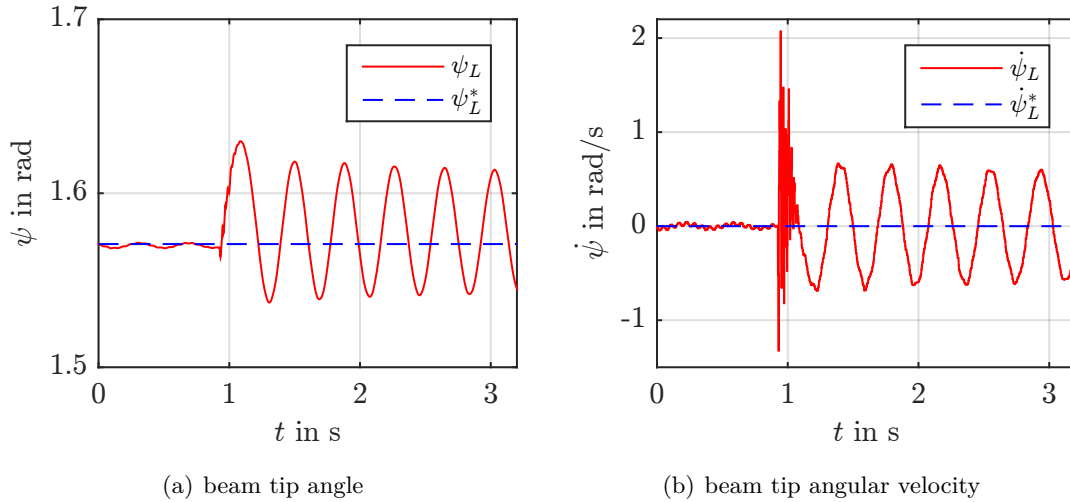 1.7
1.6
1.5
ψ in rad
ψ_L
ψ_L^*
0 1 2 3
t in s
(a) beam tip angle
2
1
0
-1
ψ̇ in rad/s
ψ̇_L
ψ̇_L^*
0 1 2 3
t in s
(b) beam tip angular velocity